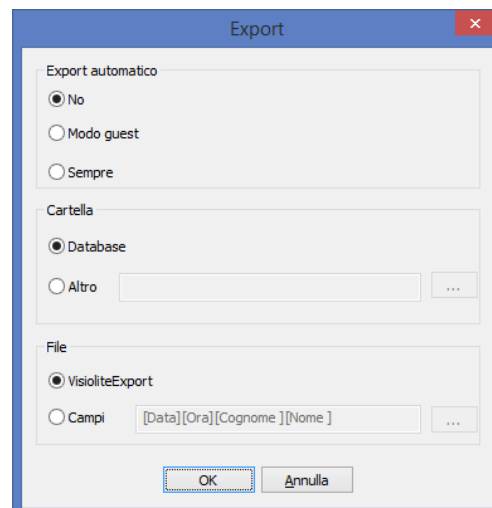 Export
Export automatico
No
Modo guest
Sempre
Cartella
Database
Altro
...
File
VisioliteExport
Campi [Data][Ora][Cognome ][Nome ]
...
OK Annulla